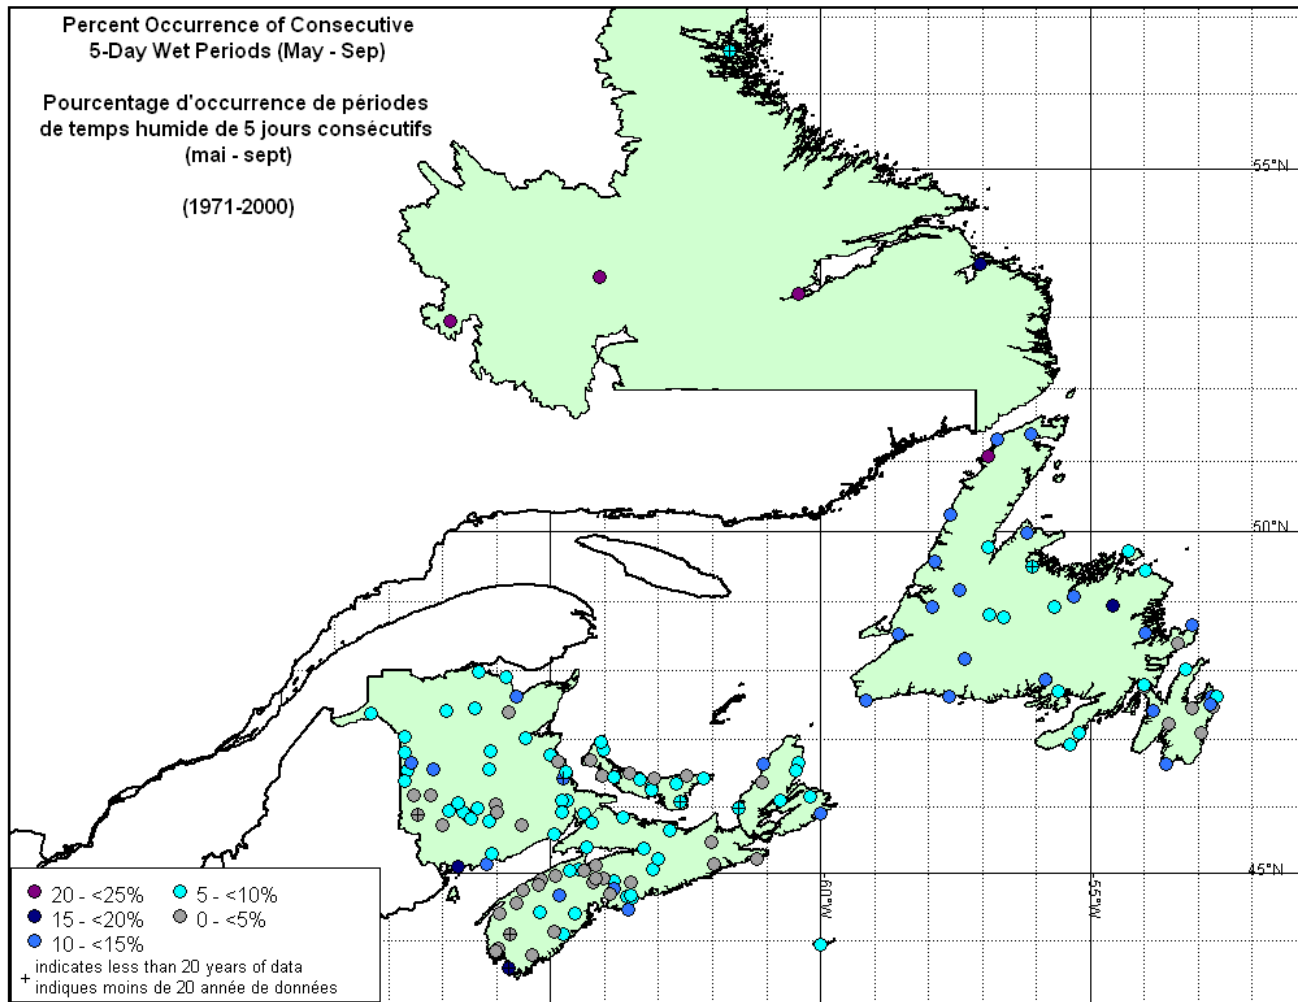 Percent Occurrence of Consecutive
5-Day Wet Periods (May - Sep)
Pourcentage d'occurrence de périodes
de temps humide de 5 jours consécutifs
(mai - sept)
(1971-2000)
55°N
50°N
45°N
60°W
55°W
20 - <25%
15 - <20%
10 - <15%
5 - <10%
0 - <5%
+ indicates less than 20 years of data
indiques moins de 20 année de données